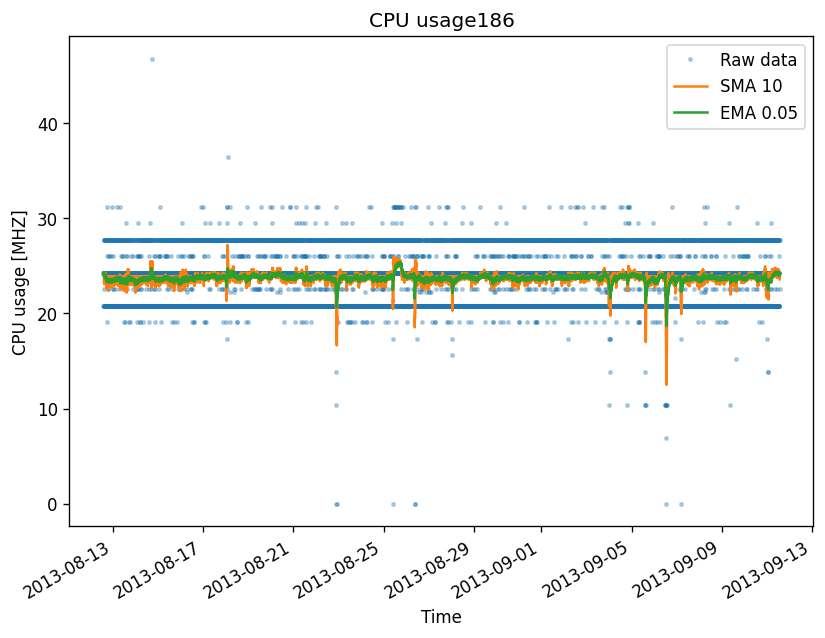 CPU usage186
Raw data
SMA 10
EMA 0.05
CPU usage [MHZ]
40
30
20
10
0
2013-08-13
2013-08-17
2013-08-21
2013-08-25
2013-08-29
2013-09-01
2013-09-05
2013-09-09
2013-09-13
Time